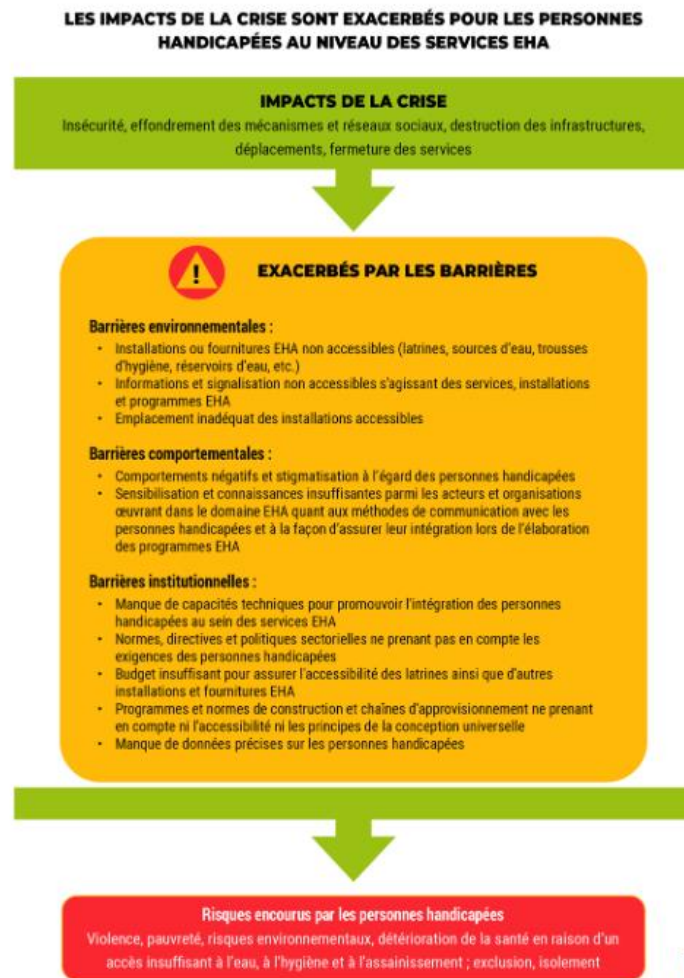 LES IMPACTS DE LA CRISE SONT EXACERBÉS POUR LES PERSONNES
HANDICAPÉES AU NIVEAU DES SERVICES EHA
IMPACTS DE LA CRISE
Insécurité, effondrement des mécanismes et réseaux sociaux, destruction des infrastructures,
déplacements, fermeture des services
!
EXACERBÉS PAR LES BARRIÈRES
Barrières environnementales :
• Installations ou fournitures EHA non accessibles (latrines, sources d'eau, trousses
d'hygiène, réservoirs d'eau, etc.)
• Informations et signalisation non accessibles s'agissant des services, installations
et programmes EHA
• Emplacement inadéquat des installations accessibles
Barrières comportementales :
• Comportements négatifs et stigmatisation à l'égard des personnes handicapées
• Sensibilisation et connaissances insuffisantes parmi les acteurs et organisations
œuvrant dans le domaine EHA quant aux méthodes de communication avec les
personnes handicapées et à la façon d'assurer leur intégration lors de l'élaboration
des programmes EHA
Barrières institutionnelles :
• Manque de capacités techniques pour promouvoir l'intégration des personnes
handicapées au sein des services EHA
• Normes, directives et politiques sectorielles ne prenant pas en compte les
exigences des personnes handicapées
• Budget insuffisant pour assurer l'accessibilité des latrines ainsi que d'autres
installations et fournitures EHA
• Programmes et normes de construction et chaînes d'approvisionnement ne prenant
en compte ni l'accessibilité ni les principes de la conception universelle
• Manque de données précises sur les personnes handicapées
Risques encourus par les personnes handicapées
Violence, pauvreté, risques environnementaux, détérioration de la santé en raison d'un
accès insuffisant à l'eau, à l'hygiène et à l'assainissement ; exclusion, isolement